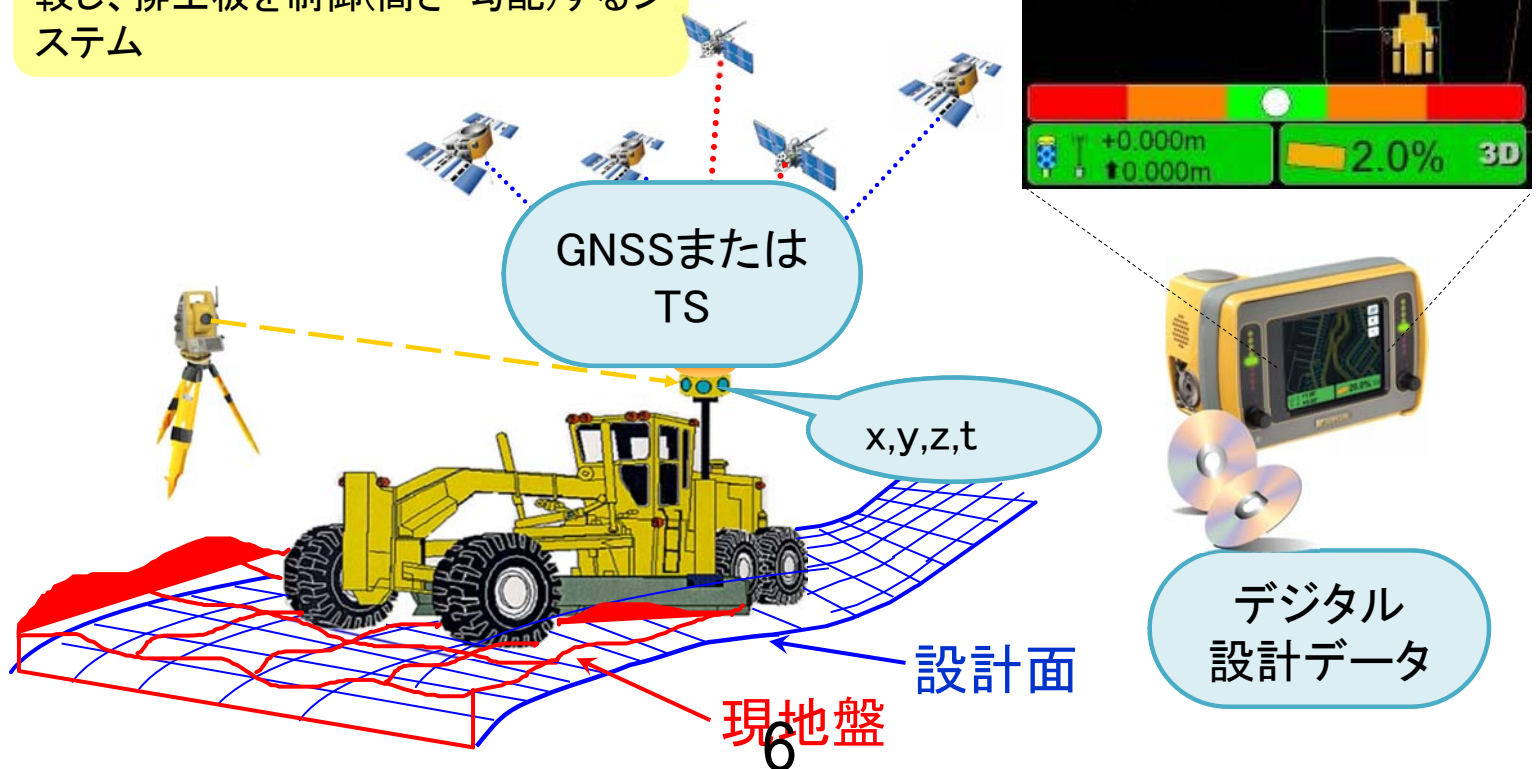 ステム
+0.000m
⬆0.000m
2.0%
3D
GNSSまたは
TS
x,y,z,t
デジタル
設計データ
設計面
現地盤
6